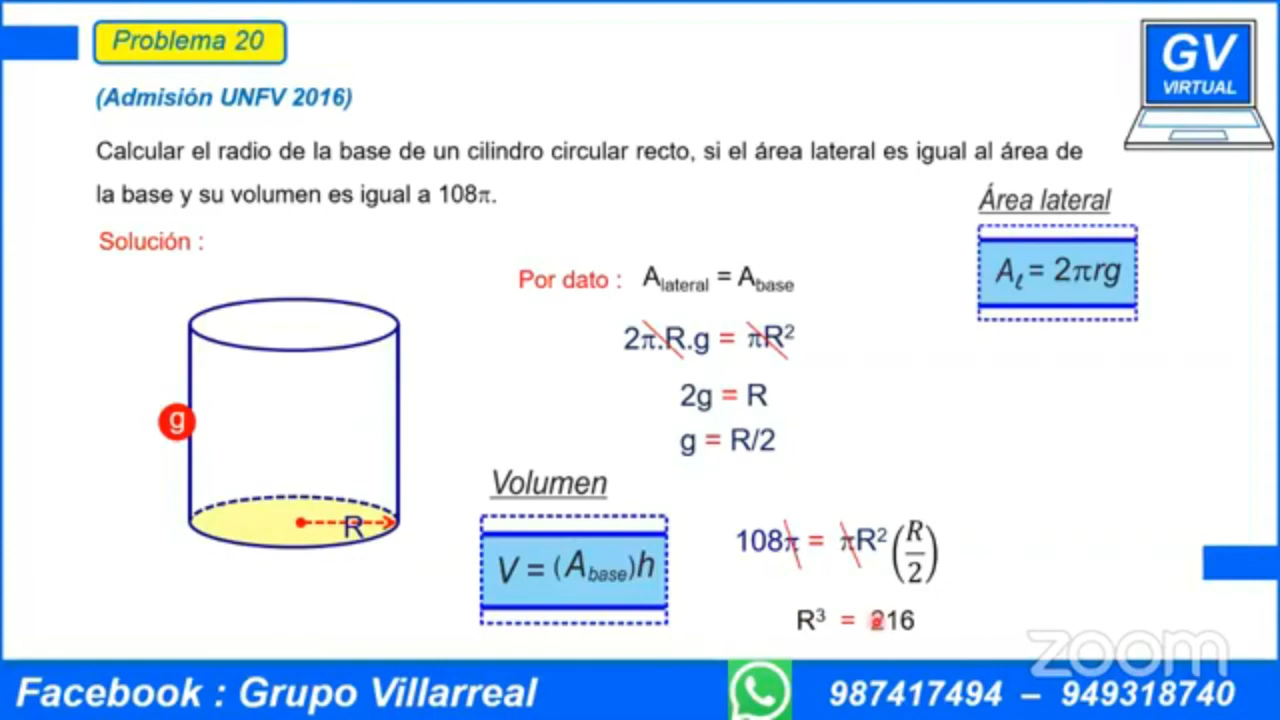 Problema 20
GV
VIRTUAL
(Admisión UNFV 2016)
Calcular el radio de la base de un cilindro circular recto, si el área lateral es igual al área de
la base y su volumen es igual a 108π.
Área lateral
Aℓ = 2πrg
Solución :
Por dato : Alateral = Abase
2π.R.g = πR²
2g = R
g = R/2
g
R
Volumen
V = (Abase)h
108π = πR²(R/2)
R³ = 216
zoom
Facebook : Grupo Villarreal
987417494 – 949318740